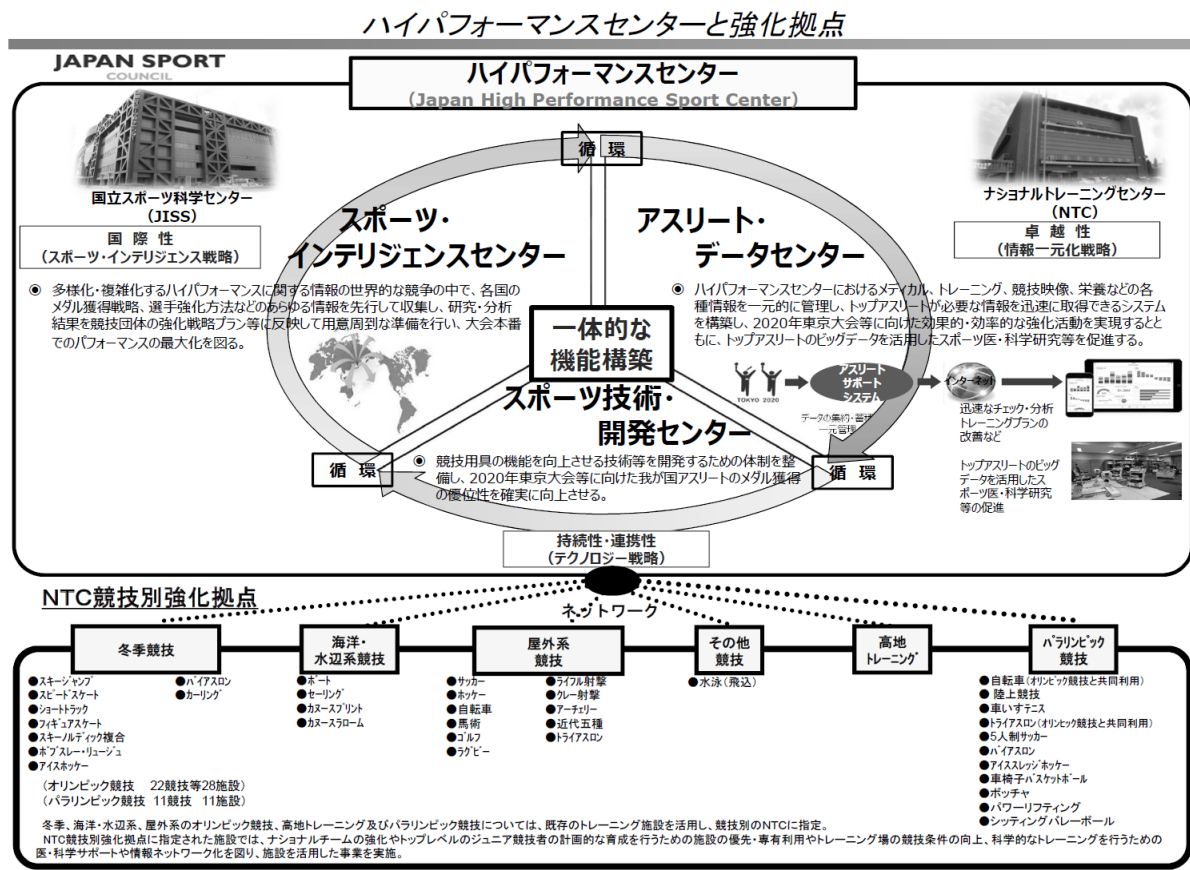 ハイパフォーマンスセンターと強化拠点
JAPAN SPORT
COUNCIL
ハイパフォーマンスセンター
（Japan High Performance Sport Center）
国立スポーツ科学センター
（JISS）
国 際 性
（スポーツ・インテリジェンス戦略）
ナショナルトレーニングセンター
（NTC）
卓 越 性
（情報一元化戦略）
循 環
スポーツ・
インテリジェンスセンター
アスリート・
データセンター
◉ 多様化・複雑化するハイパフォーマンスに関する情報の世界的な競争の中で、各国の
メダル獲得戦略、選手強化方法などのあらゆる情報を先行して収集し、研究・分析
結果を競技団体の強化戦略プラン等に反映して用意周到な準備を行い、大会本番
でのパフォーマンスの最大化を図る。
◉ ハイパフォーマンスセンターにおけるメディカル、トレーニング、競技映像、栄養などの各
種情報を一元的に管理し、トップアスリートが必要な情報を迅速に取得できるシステム
を構築し、2020年東京大会等に向けた効果的・効率的な強化活動を実現するとと
もに、トップアスリートのビッグデータを活用したスポーツ医・科学研究等を促進する。
一体的な
機能構築
TOKYO 2020
アスリート
サポート
システム
データの集約・蓄積
一元管理
インターネット
迅速なチェック・分析
トレーニングプランの
改善など
トップアスリートのビッグ
データを活用したス
ポーツ医・科学研究
等の促進
スポーツ技術・
開発センター
◉ 競技用具の機能を向上させる技術等を開発するための体制を整
備し、2020年東京大会等に向けた我が国アスリートのメダル獲得
の優位性を確実に向上させる。
循 環
循 環
持続性・連携性
（テクノロジー戦略）
NTC競技別強化拠点
ネットワーク
冬季競技
●スキージャンプ
●スピードスケート
●ショートトラック
●フィギュアスケート
●スキーノルディック複合
●ボブスレー・リュージュ
●アイスホッケー
●バイアスロン
●カーリング
海洋・
水辺系競技
●ボート
●セーリング
●カヌースプリント
●カヌースラローム
屋外系
競技
●サッカー
●ホッケー
●自転車
●馬術
●ゴルフ
●ラグビー
●ライフル射撃
●クレー射撃
●アーチェリー
●近代五種
●トライアスロン
その他
競技
●水泳（飛込）
高地
トレーニング
パラリンピック
競技
●自転車（オリンピック競技と共同利用）
●陸上競技
●車いすテニス
●トライアスロン（オリンピック競技と共同利用）
●5人制サッカー
●バイアスロン
●アイススレッジホッケー
●車椅子バスケットボール
●ボッチャ
●パワーリフティング
●シッティングバレーボール
（オリンピック競技 22競技等28施設）
（パラリンピック競技 11競技 11施設）
冬季、海洋・水辺系、屋外系のオリンピック競技、高地トレーニング及びパラリンピック競技については、既存のトレーニング施設を活用し、競技別のNTCに指定。
NTC競技別強化拠点に指定された施設では、ナショナルチームの強化やトップレベルのジュニア競技者の計画的な育成を行うための施設の優先・専有利用やトレーニング場の競技条件の向上、科学的なトレーニングを行うための
医・科学サポートや情報ネットワーク化を図り、施設を活用した事業を実施。